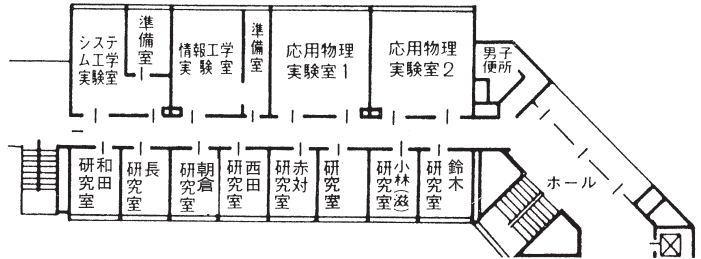 システム工学実験室
準備室
情報工学実験室
準備室
応用物理
実験室1
応用物理
実験室2
男子
便所
和田研究室
長研究室
朝倉研究室
西田研究室
赤対研究室
研究室
小林(滋)研究室
鈴木研究室
ホール